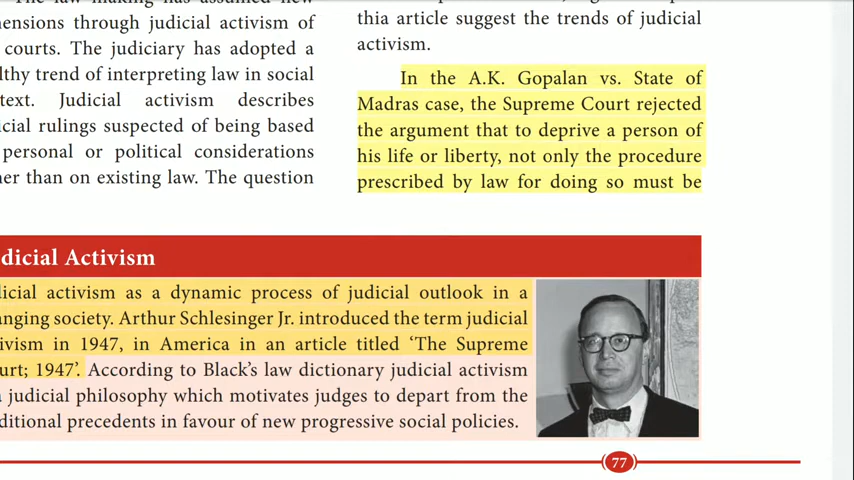 The law making has assumed new
mensions through judicial activism of
courts. The judiciary has adopted a
lthy trend of interpreting law in social
text. Judicial activism describes
icial rulings suspected of being based
personal or political considerations
her than on existing law. The question
thia article suggest the trends of judicial
activism.
In the A.K. Gopalan vs. State of
Madras case, the Supreme Court rejected
the argument that to deprive a person of
his life or liberty, not only the procedure
prescribed by law for doing so must be
dicial Activism
licial activism as a dynamic process of judicial outlook in a
anging society. Arthur Schlesinger Jr. introduced the term judicial
ivism in 1947, in America in an article titled ‘The Supreme
urt; 1947’. According to Black’s law dictionary judicial activism
judicial philosophy which motivates judges to depart from the
ditional precedents in favour of new progressive social policies.
77